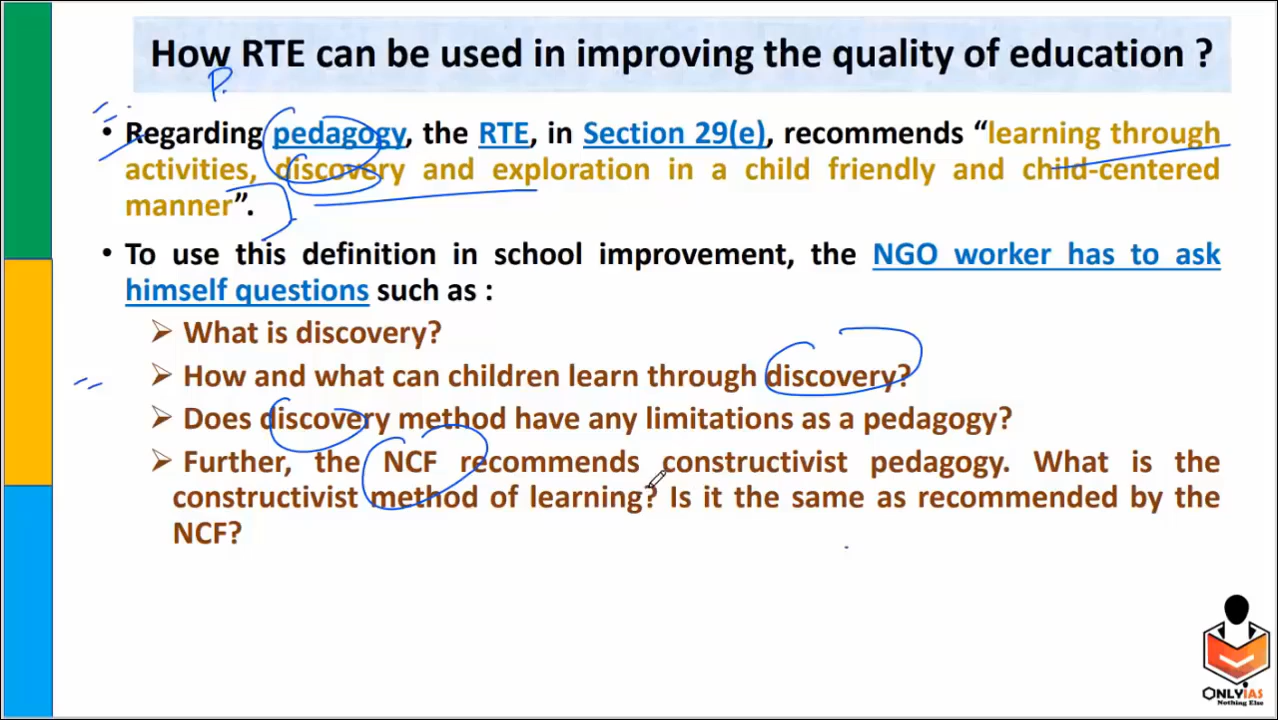 How RTE can be used in improving the quality of education ?
P.
• Regarding pedagogy, the RTE, in Section 29(e), recommends “learning through
activities, discovery and exploration in a child friendly and child-centered
manner”.
• To use this definition in school improvement, the NGO worker has to ask
himself questions such as :
➢ What is discovery?
➢ How and what can children learn through discovery?
➢ Does discovery method have any limitations as a pedagogy?
➢ Further, the NCF recommends constructivist pedagogy. What is the
constructivist method of learning? Is it the same as recommended by the
NCF?
ONLYIAS
Nothing Else